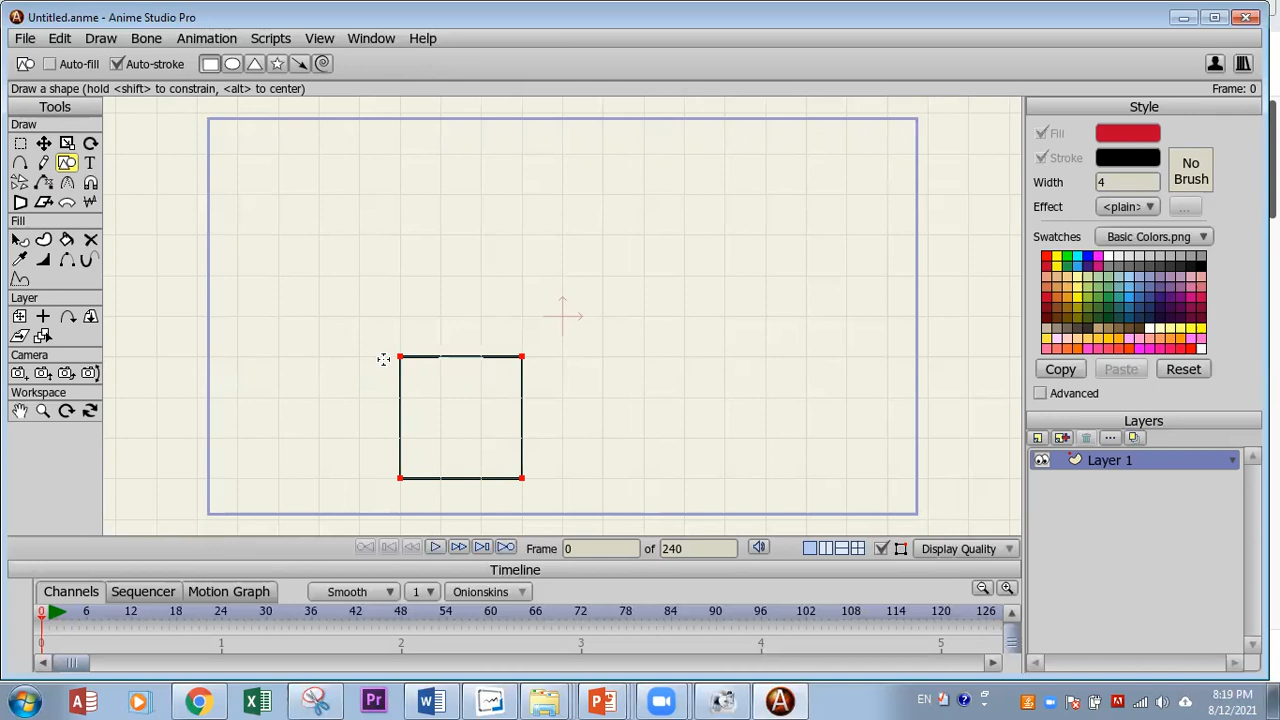 Untitled.anme - Anime Studio Pro
File Edit Draw Bone Animation Scripts View Window Help
Auto-fill Auto-stroke
Draw a shape (hold <shift> to constrain, <alt> to center) Frame: 0
Tools
Draw
T
Fill
Layer
Camera
Workspace
Style
Fill
Stroke
No Brush
Width 4
Effect <plain> ...
Swatches Basic Colors.png
Copy Paste Reset
Advanced
Layers
Layer 1
Frame 0 of 240 Display Quality
Timeline
Channels Sequencer Motion Graph Smooth 1 Onionskins
0 6 12 18 24 30 36 42 48 54 60 66 72 78 84 90 96 102 108 114 120 126
0 1 2 3 4 5
EN 8:19 PM
8/12/2021